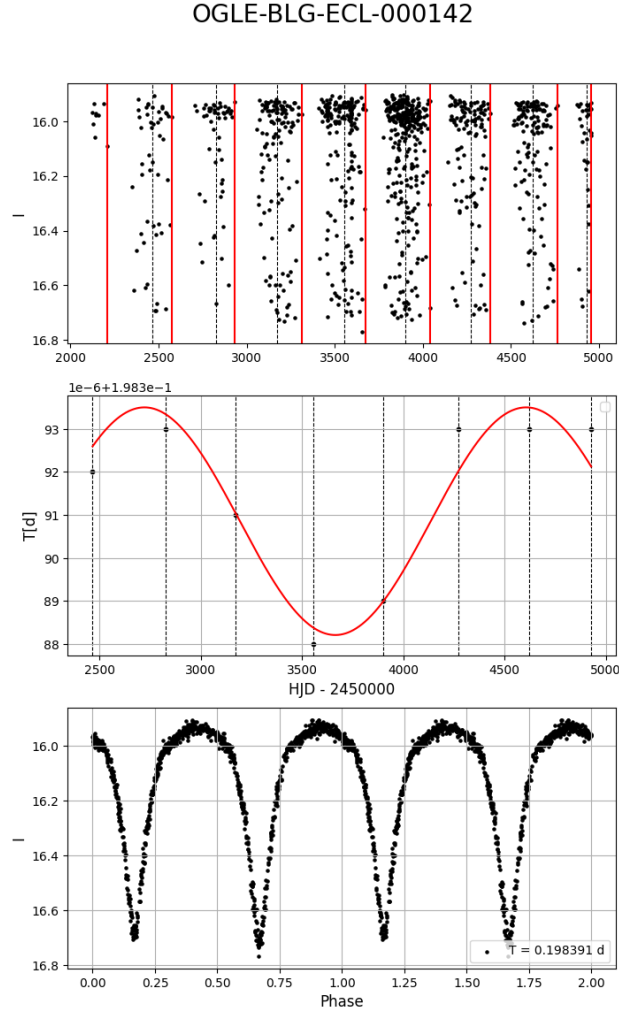 OGLE-BLG-ECL-000142
16.0
16.2
I
16.4
16.6
16.8
2000 2500 3000 3500 4000 4500 5000
1e-6+1.983e-1
93
92
91
T[d]
90
89
88
2500 3000 3500 4000 4500 5000
HJD - 2450000
16.0
16.2
I
16.4
16.6
T = 0.198391 d
16.8
0.00 0.25 0.50 0.75 1.00 1.25 1.50 1.75 2.00
Phase